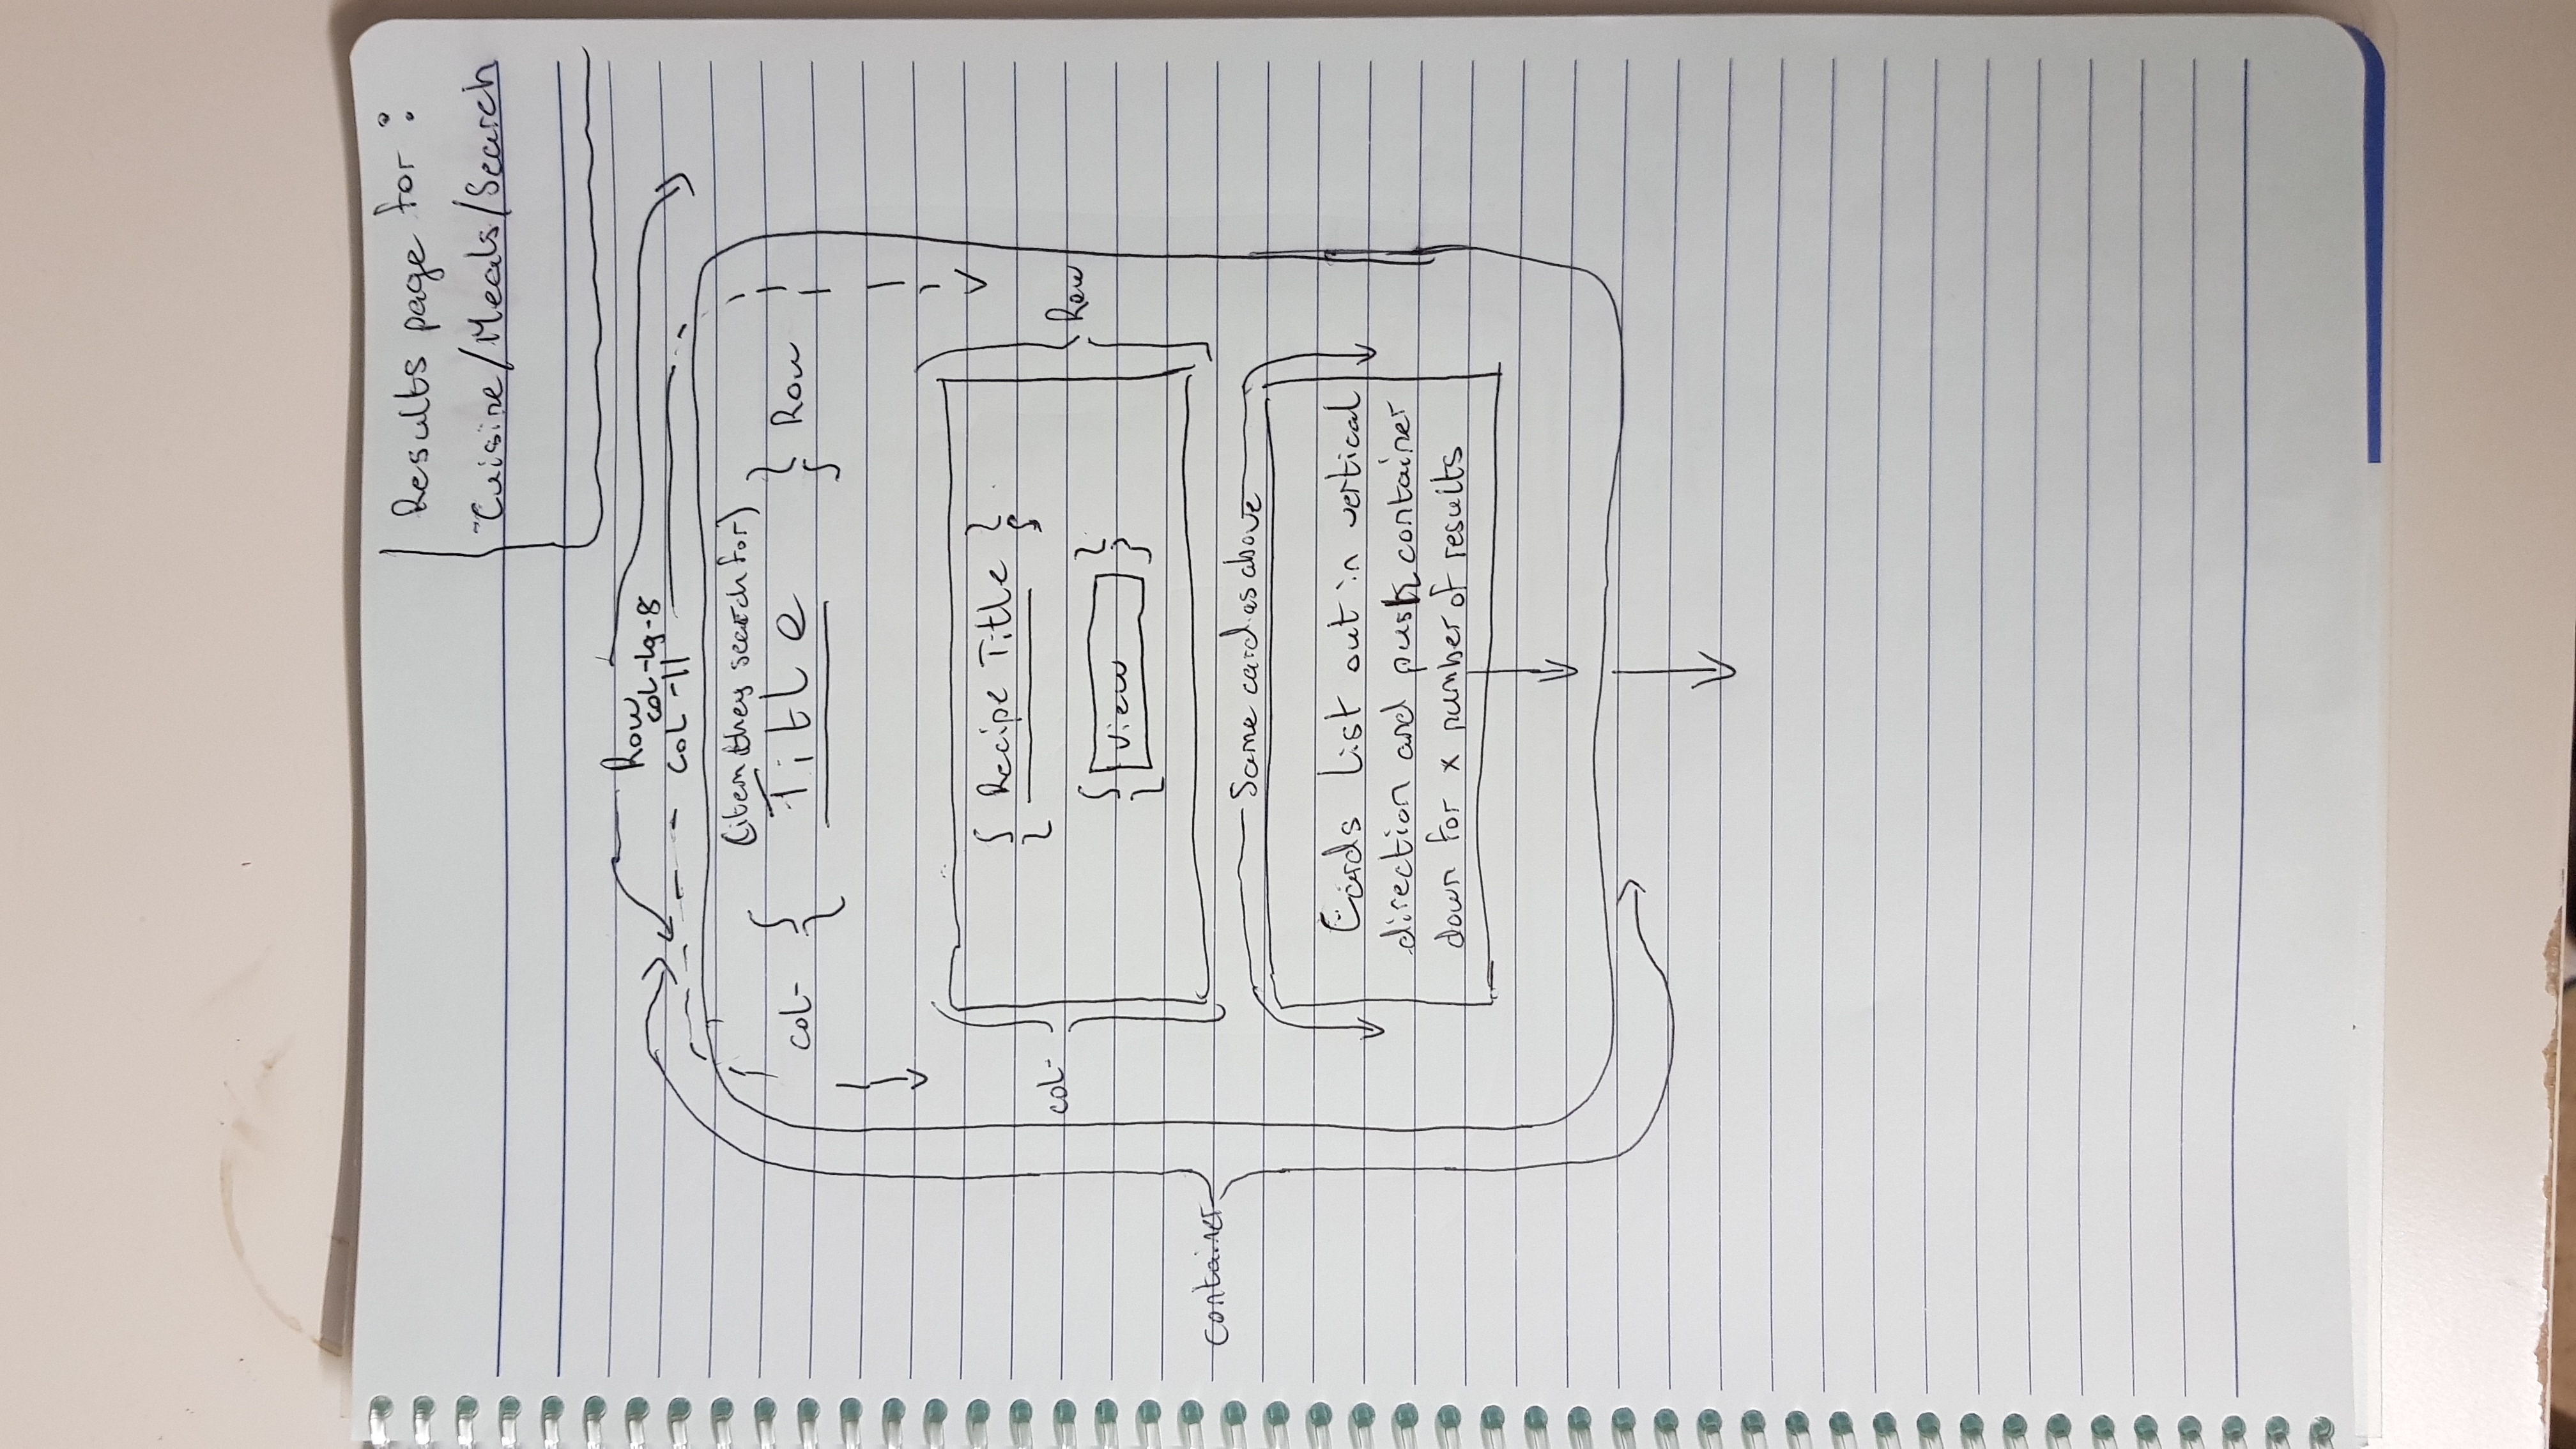 Results page for :
-Cuisine/Meals/Search
Row
col-lg-8
col-11
(item they search for)
col-
Title
Row
Recipe Title
col-
Row
View
container
Same card as above
Cards list out in vertical
direction and push container
down for x number of results